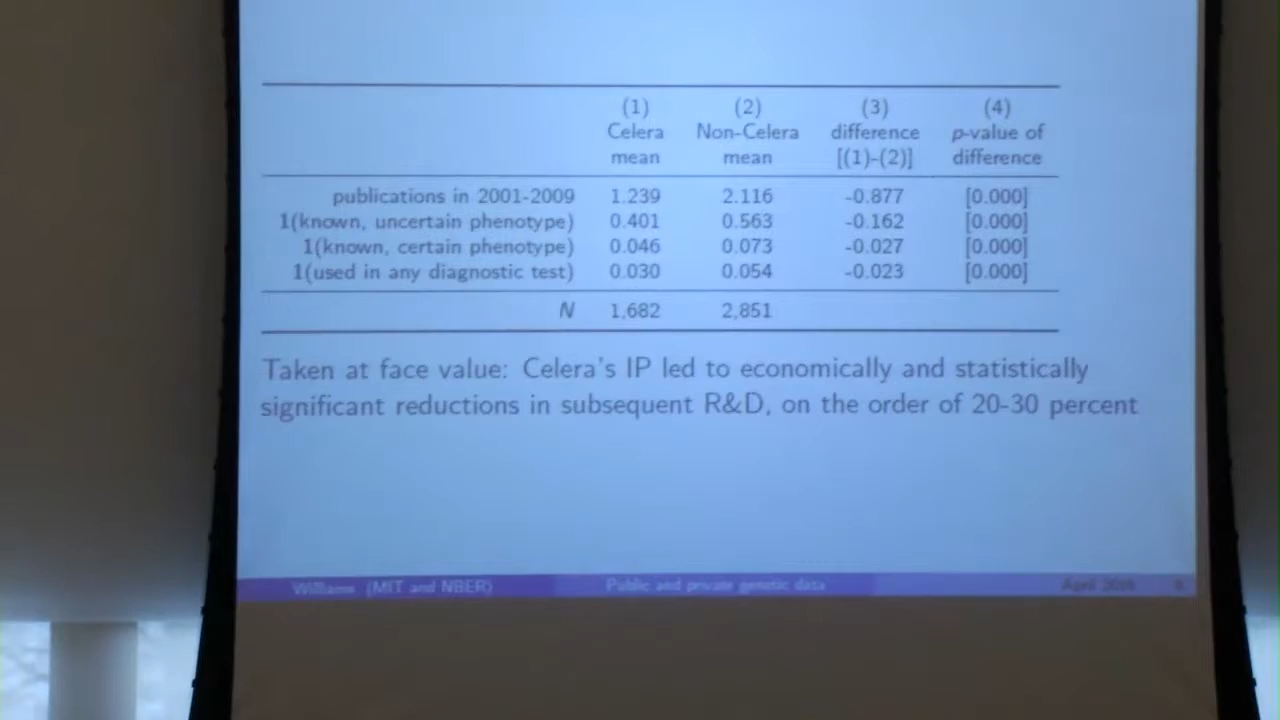 (1) (2) (3) (4)
Celera Non-Celera difference p-value of
mean mean [(1)-(2)] difference
publications in 2001-2009 1.239 2.116 -0.877 [0.000]
1(known, uncertain phenotype) 0.401 0.563 -0.162 [0.000]
1(known, certain phenotype) 0.046 0.073 -0.027 [0.000]
1(used in any diagnostic test) 0.030 0.054 -0.023 [0.000]
N 1,682 2,851
Taken at face value: Celera's IP led to economically and statistically
significant reductions in subsequent R&D, on the order of 20-30 percent
Williams (MIT and NBER) Public and private genetic data April